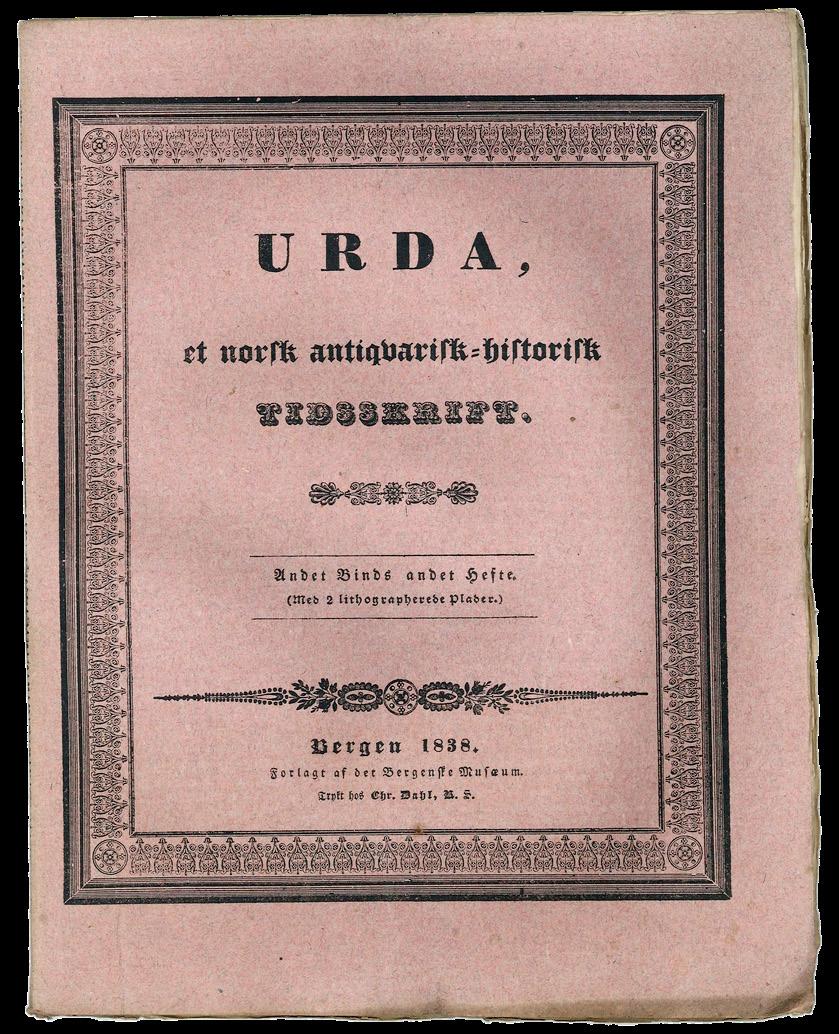 URDA,
et norsk antiqvarisk-historisk
TIDSSKRIFT.
Andet Binds andet Hefte.
(Med 2 lithographerede Plader.)
Bergen 1838.
Forlagt af det Bergenske Musæum.
Trykt hos Chr. Dahl, R. S.